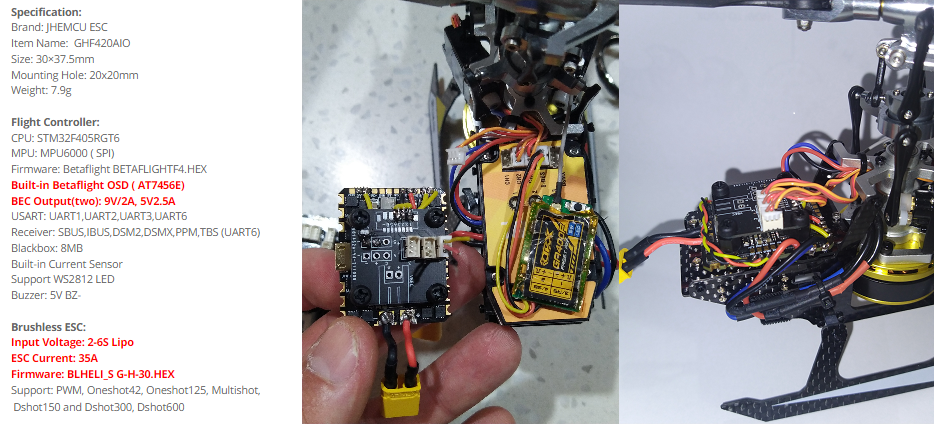 Specification:
Brand: JHEMCU ESC
Item Name:  GHF420AIO
Size: 30×37.5mm
Mounting Hole: 20x20mm
Weight: 7.9g
Flight Controller:
CPU: STM32F405RGT6
MPU: MPU6000 ( SPI)
Firmware: Betaflight BETAFLIGHTF4.HEX
Built-in Betaflight OSD ( AT7456E)
BEC Output(two): 9V/2A, 5V2.5A
USART: UART1,UART2,UART3,UART6
Receiver: SBUS,IBUS,DSM2,DSMX,PPM,TBS (UART6)
Blackbox: 8MB
Built-in Current Sensor
Support WS2812 LED
Buzzer: 5V BZ-
Brushless ESC:
Input Voltage: 2-6S Lipo
ESC Current: 35A
Firmware: BLHELI_S G-H-30.HEX
Support: PWM, Oneshot42, Oneshot125, Multishot,
Dshot150 and Dshot300, Dshot600